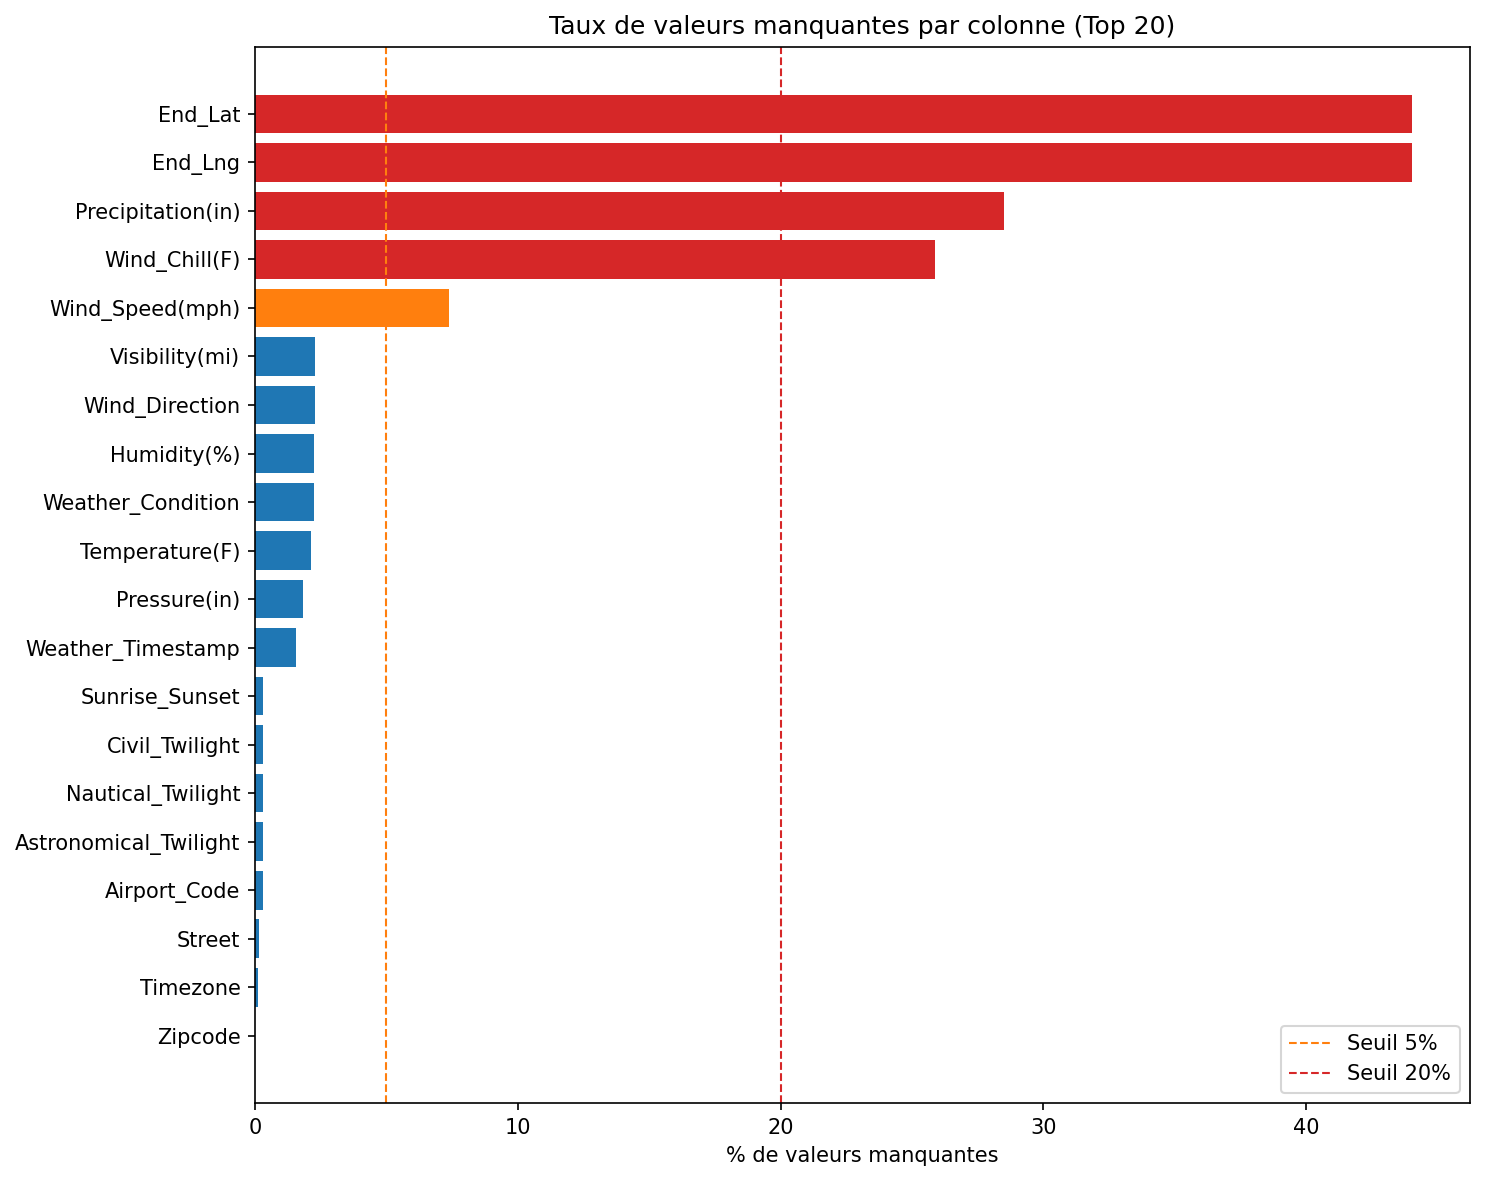 Taux de valeurs manquantes par colonne (Top 20)
End_Lat
End_Lng
Precipitation(in)
Wind_Chill(F)
Wind_Speed(mph)
Visibility(mi)
Wind_Direction
Humidity(%)
Weather_Condition
Temperature(F)
Pressure(in)
Weather_Timestamp
Sunrise_Sunset
Civil_Twilight
Nautical_Twilight
Astronomical_Twilight
Airport_Code
Street
Timezone
Zipcode
Seuil 5%
Seuil 20%
0 10 20 30 40
% de valeurs manquantes